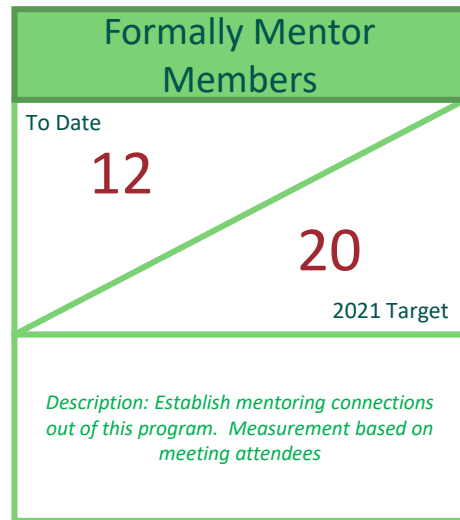 Formally Mentor
Members
To Date
12
20
2021 Target
Description: Establish mentoring connections
out of this program.  Measurement based on
meeting attendees